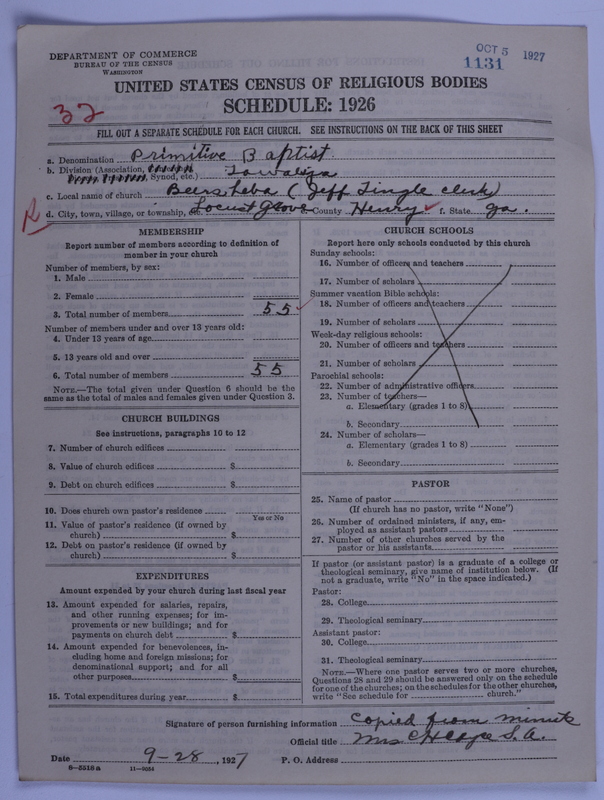 DEPARTMENT OF COMMERCE
BUREAU OF THE CENSUS
WASHINGTON
OCT 5 1927
1131
UNITED STATES CENSUS OF RELIGIOUS BODIES
SCHEDULE: 1926
32
FILL OUT A SEPARATE SCHEDULE FOR EACH CHURCH. SEE INSTRUCTIONS ON THE BACK OF THIS SHEET
a. Denomination Primitive Baptist
b. Division (Association, Synod, etc.) Towaliga
c. Local name of church Beersheba (Jeff Tingle clerk)
d. City, town, village, or township, etc. Locust Grove County Henry f. State Ga.
R
MEMBERSHIP
Report number of members according to definition of
member in your church
Number of members, by sex:
1. Male
2. Female
3. Total number of members 55
Number of members under and over 13 years old:
4. Under 13 years of age
5. 13 years old and over
6. Total number of members 55
NOTE.—The total given under Question 6 should be the
same as the total of males and females given under Question 3.
CHURCH BUILDINGS
See instructions, paragraphs 10 to 12
7. Number of church edifices
8. Value of church edifices $
9. Debt on church edifices $
10. Does church own pastor's residence?
Yes or No
11. Value of pastor's residence (if owned by
church) $
12. Debt on pastor's residence (if owned by
church) $
EXPENDITURES
Amount expended by your church during last fiscal year
13. Amount expended for salaries, repairs,
and other running expenses; for im-
provements or new buildings; and for
payments on church debt $
14. Amount expended for benevolences, in-
cluding home and foreign missions; for
denominational support; and for all
other purposes $
15. Total expenditures during year $
CHURCH SCHOOLS
Report here only schools conducted by this church
Sunday schools:
16. Number of officers and teachers
17. Number of scholars
Summer vacation Bible schools:
18. Number of officers and teachers
19. Number of scholars
Week-day religious schools:
20. Number of officers and teachers
21. Number of scholars
Parochial schools:
22. Number of administrative officers
23. Number of teachers—
a. Elementary (grades 1 to 8)
b. Secondary
24. Number of scholars—
a. Elementary (grades 1 to 8)
b. Secondary
PASTOR
25. Name of pastor
(If church has no pastor, write "None")
26. Number of ordained ministers, if any, em-
ployed as assistant pastors
27. Number of other churches served by the
pastor or his assistants
If pastor (or assistant pastor) is a graduate of a college or
theological seminary, give name of institution below. (If
not a graduate, write "No" in the space indicated.)
Pastor:
28. College
29. Theological seminary
Assistant pastor:
30. College
31. Theological seminary
NOTE.—Where one pastor serves two or more churches,
Questions 28 and 29 should be answered only on the schedule
for one of the churches; on the schedules for the other churches,
write "See schedule for church."
Signature of person furnishing information Copied from minute
Official title Mrs C H S.A.
Date 9-28, 1927 P. O. Address
8-5518a 11-9054